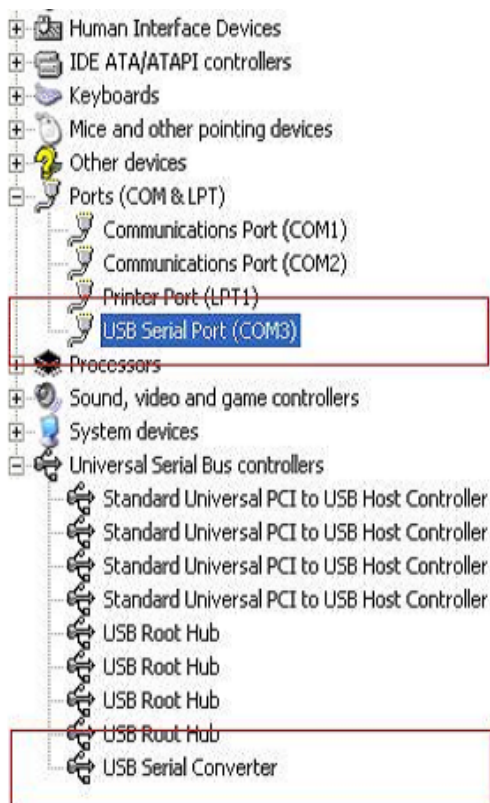 Human Interface Devices
IDE ATA/ATAPI controllers
Keyboards
Mice and other pointing devices
Other devices
Ports (COM & LPT)
Communications Port (COM1)
Communications Port (COM2)
Printer Port (LPT1)
USB Serial Port (COM3)
Processors
Sound, video and game controllers
System devices
Universal Serial Bus controllers
Standard Universal PCI to USB Host Controller
Standard Universal PCI to USB Host Controller
Standard Universal PCI to USB Host Controller
Standard Universal PCI to USB Host Controller
USB Root Hub
USB Root Hub
USB Root Hub
USB Root Hub
USB Serial Converter